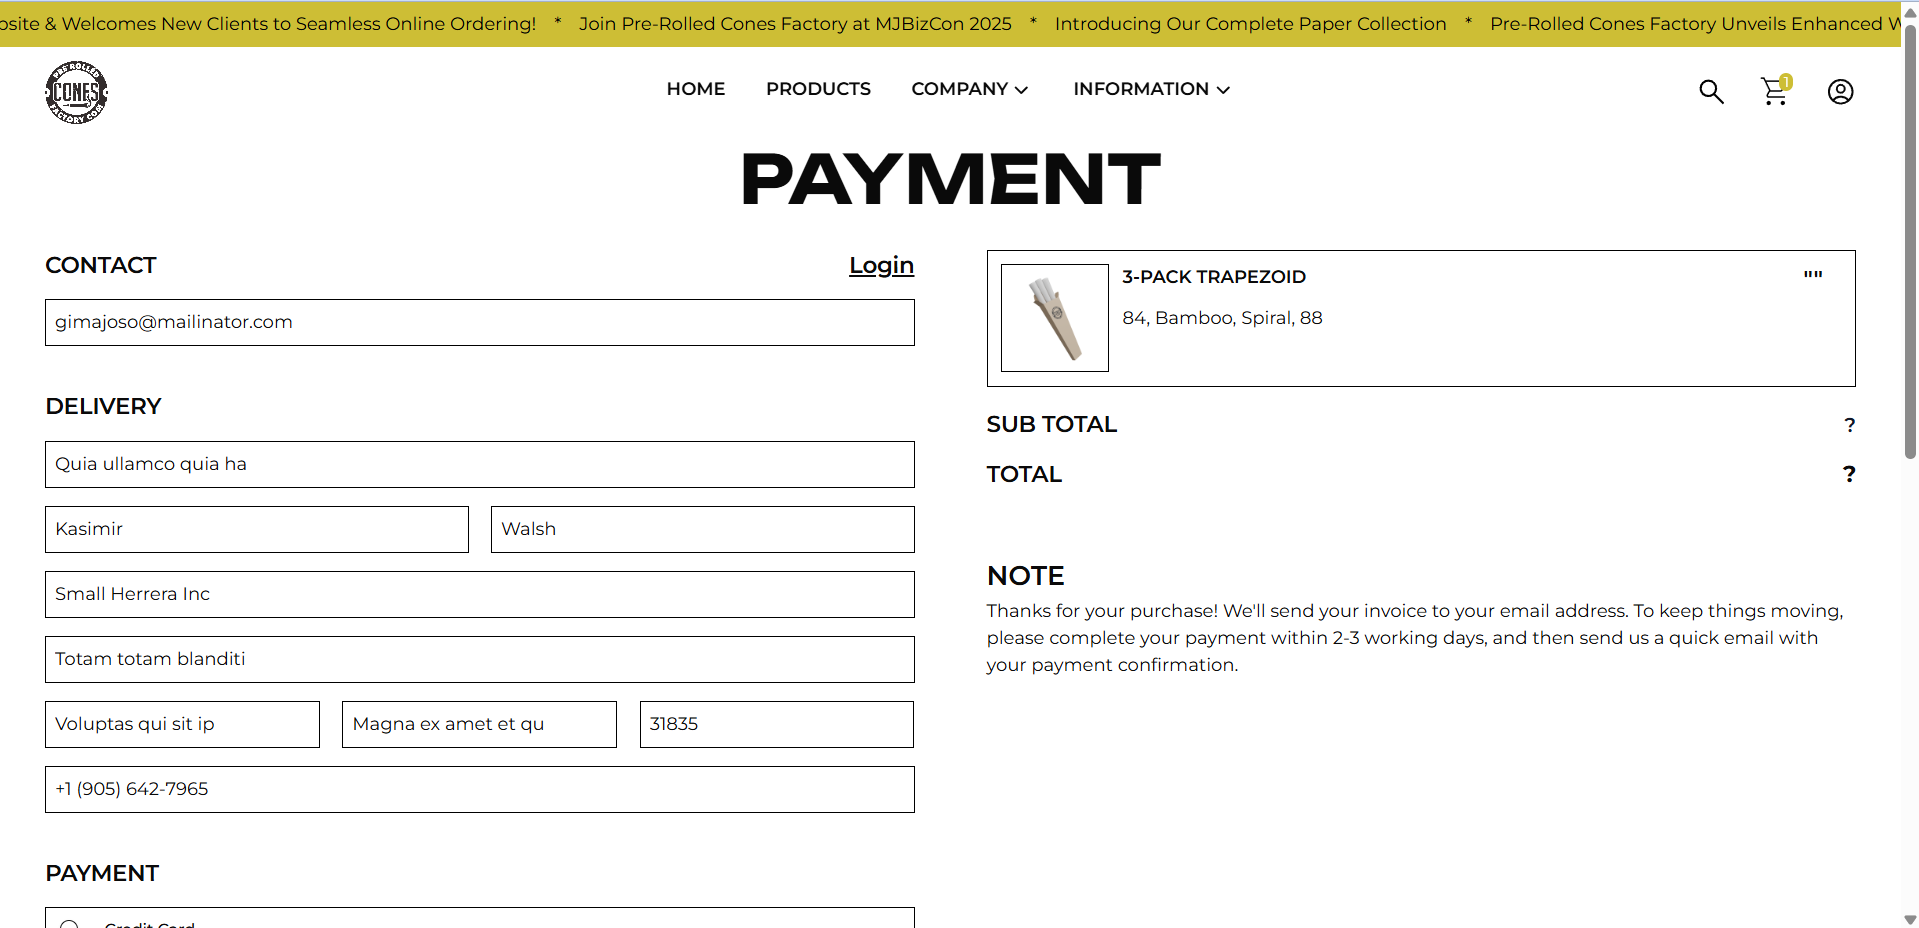 osite & Welcomes New Clients to Seamless Online Ordering! * Join Pre-Rolled Cones Factory at MJBizCon 2025 * Introducing Our Complete Paper Collection * Pre-Rolled Cones Factory Unveils Enhanced W
PRE ROLLED
CONES
FACTORY
HOME PRODUCTS COMPANY INFORMATION
1
PAYMENT
CONTACT Login
gimajoso@mailinator.com
DELIVERY
Quia ullamco quia ha
Kasimir Walsh
Small Herrera Inc
Totam totam blanditi
Voluptas qui sit ip Magna ex amet et qu 31835
+1 (905) 642-7965
PAYMENT
Credit Card
3-PACK TRAPEZOID ""
84, Bamboo, Spiral, 88
SUB TOTAL ?
TOTAL ?
NOTE
Thanks for your purchase! We'll send your invoice to your email address. To keep things moving,
please complete your payment within 2-3 working days, and then send us a quick email with
your payment confirmation.